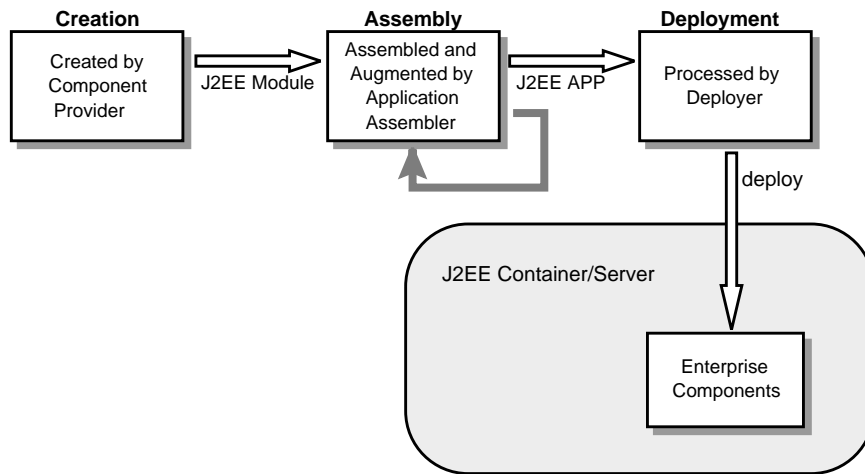 Creation
Created by
Component
Provider
J2EE Module
Assembly
Assembled and
Augmented by
Application
Assembler
J2EE APP
Deployment
Processed by
Deployer
deploy
J2EE Container/Server
Enterprise
Components